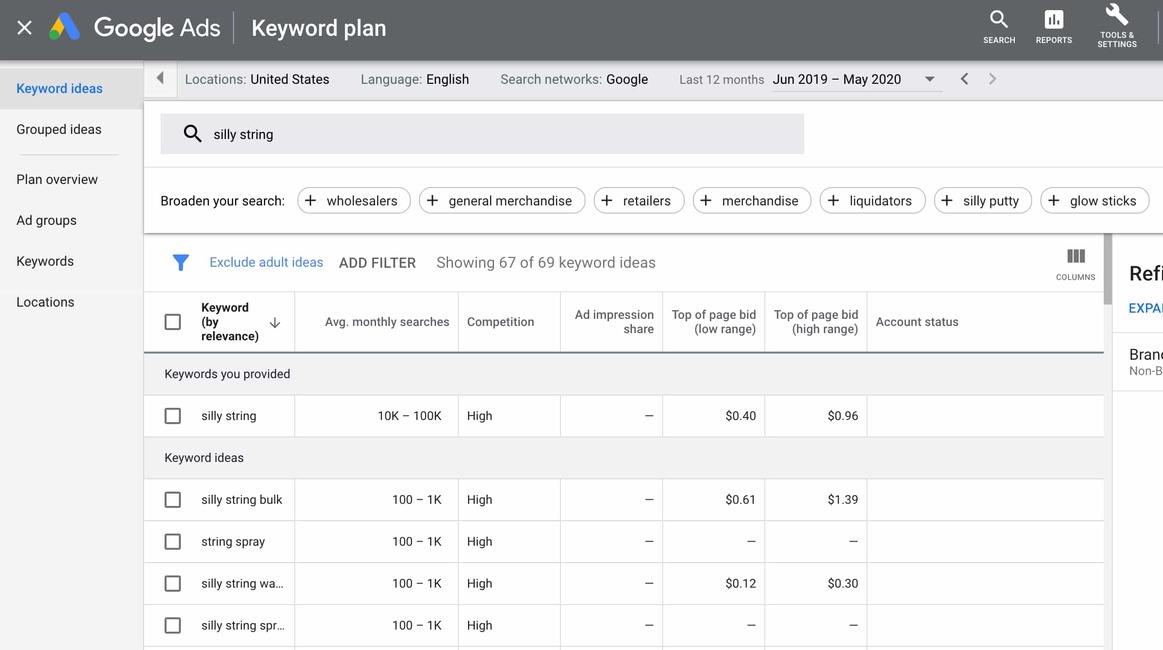 Google Ads Keyword plan
SEARCH REPORTS TOOLS & SETTINGS
Keyword ideas
Grouped ideas
Plan overview
Ad groups
Keywords
Locations
Locations: United States Language: English Search networks: Google Last 12 months Jun 2019 – May 2020
silly string
Broaden your search: + wholesalers + general merchandise + retailers + merchandise + liquidators + silly putty + glow sticks
Exclude adult ideas ADD FILTER Showing 67 of 69 keyword ideas
COLUMNS
Keyword (by relevance) Avg. monthly searches Competition Ad impression share Top of page bid (low range) Top of page bid (high range) Account status
Keywords you provided
silly string 10K – 100K High – $0.40 $0.96
Keyword ideas
silly string bulk 100 – 1K High – $0.61 $1.39
string spray 100 – 1K High – – –
silly string wa... 100 – 1K High – $0.12 $0.30
silly string spr... 100 – 1K High – – –
Refi
EXPA
Bran
Non-B